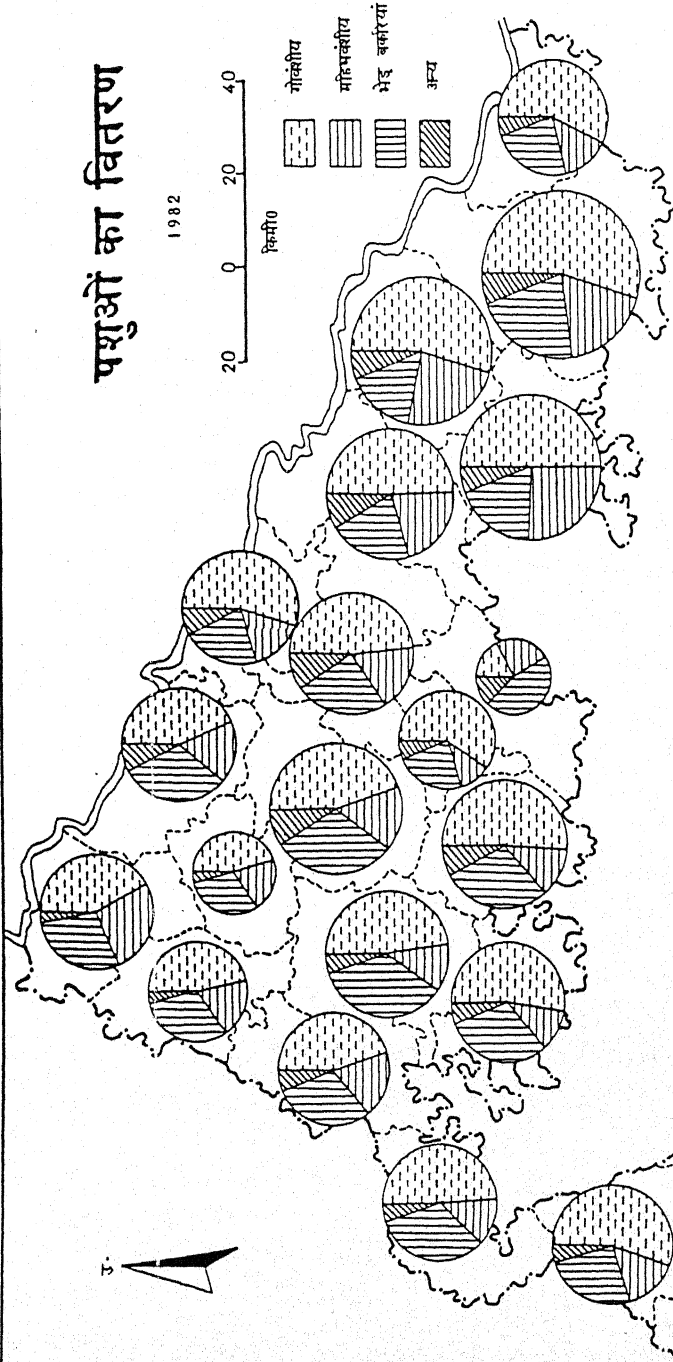 पशुओं का वितरण
1982
20 0 20 40
किमी0
गोवंशीय
महिषवंशीय
भेड़ बकरियां
अन्य
उ.